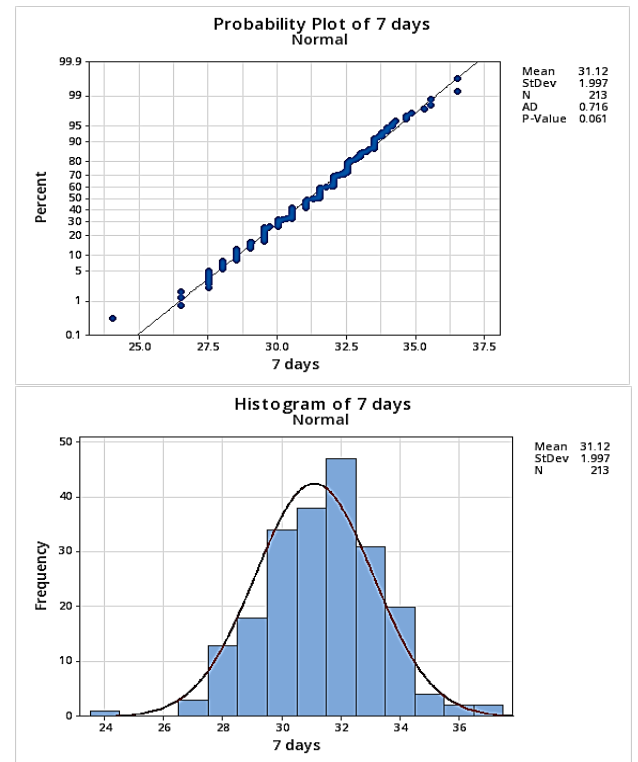 Probability Plot of 7 days
Normal
99.9
99
95
90
80
70
60
50
40
30
20
10
5
1
0.1
Percent
25.0 27.5 30.0 32.5 35.0 37.5
7 days
Mean 31.12
StDev 1.997
N 213
AD 0.716
P-Value 0.061
Histogram of 7 days
Normal
50
40
30
20
10
0
Frequency
24 26 28 30 32 34 36
7 days
Mean 31.12
StDev 1.997
N 213